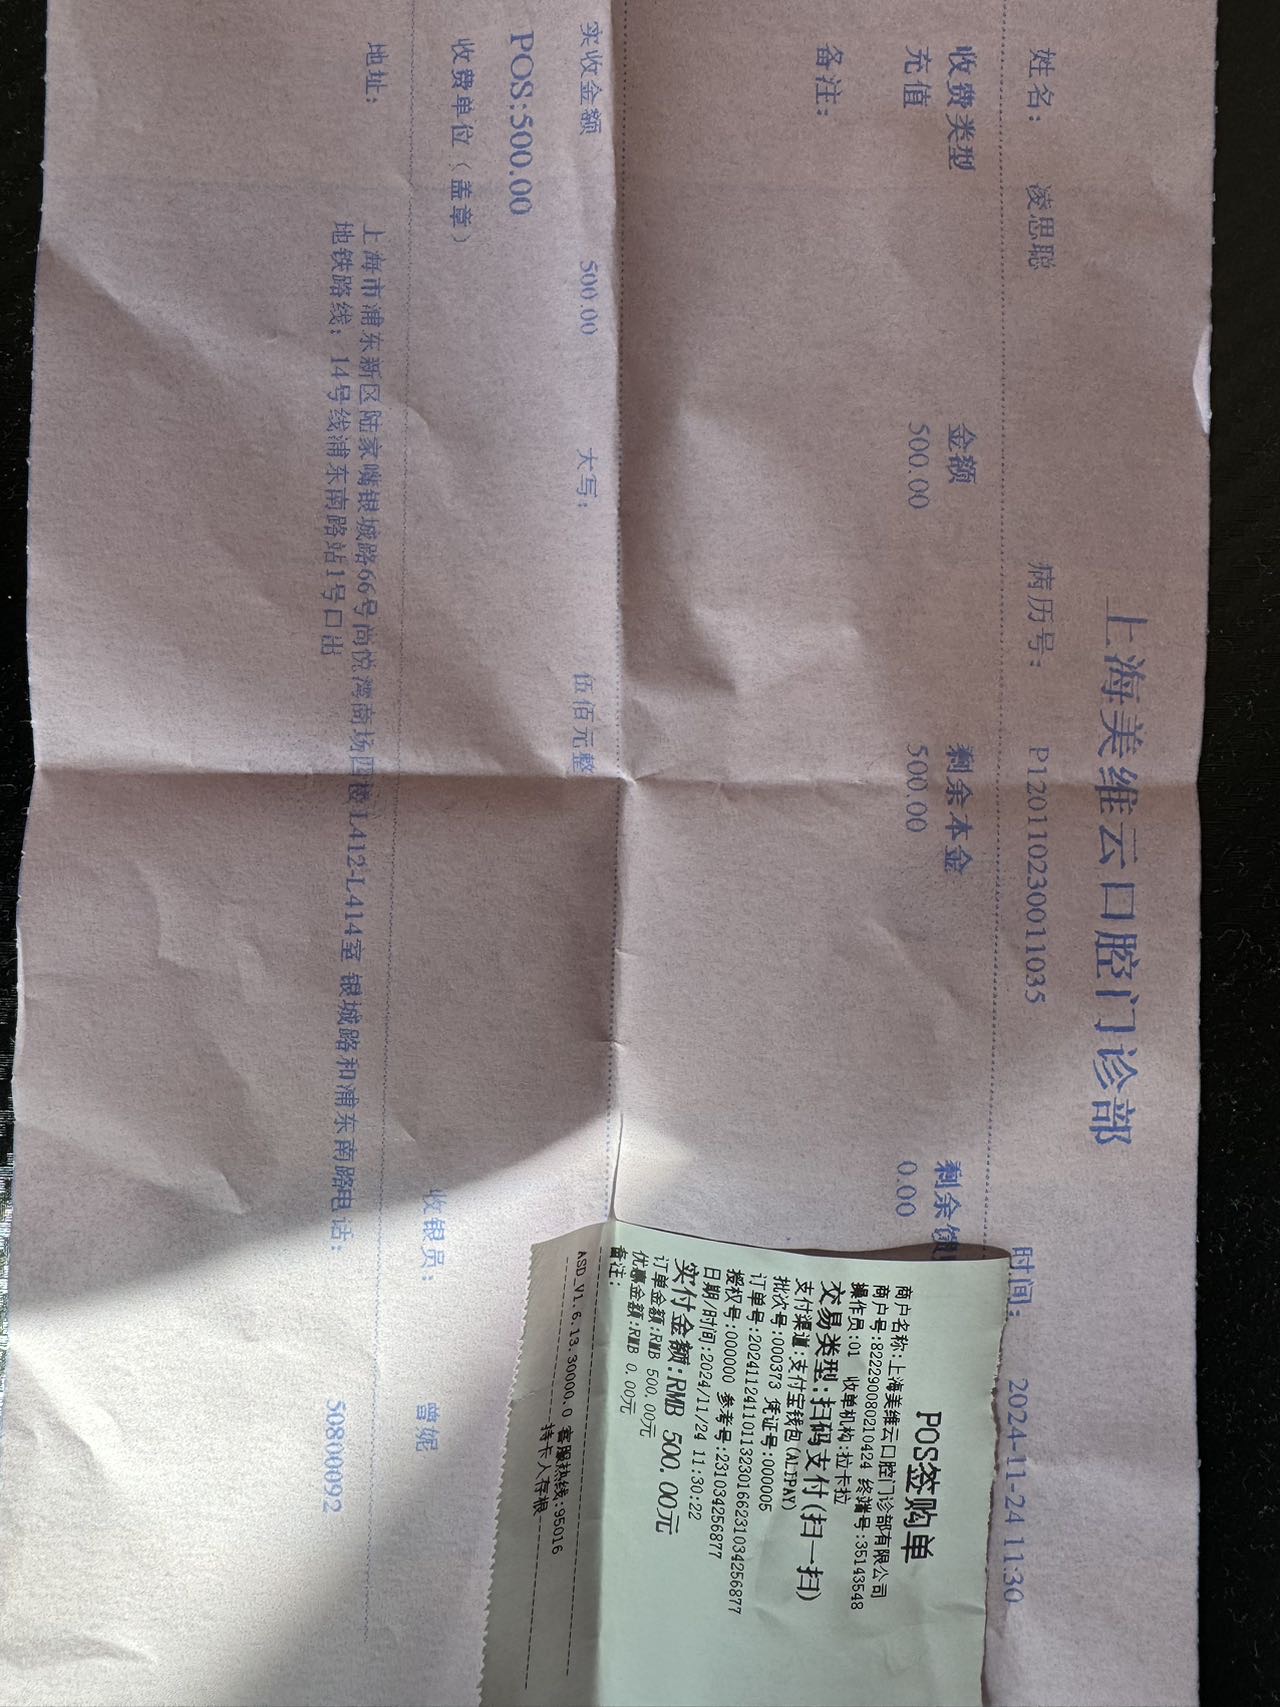 上海美维云口腔门诊部
姓名： 凌思聪 病历号： P120110230011035 时间： 2024-11-24 11:30
收费类型 金额 剩余本金 剩余
充值 500.00 500.00 0.00
备注：
实收金额 500.00 大写： 伍佰元整
POS:500.00
收费单位（盖章） 收银员： 曾妮
地址： 上海市浦东新区陆家嘴银城路66号尚悦湾商场四楼L412-L414室 银城路和浦东南路电话： 50800092
地铁路线：14号线浦东南路站1号口出
POS签购单
商户名称:上海美维云口腔门诊部有限公司
商户号:822290080210424 终端号:35143548
操作员:01 收单机构:拉卡拉
交易类型:扫码支付(扫一扫)
支付渠道:支付宝钱包(ALIPAY)
批次号:000373 凭证号:000005
订单号:20241124110113230166231034256877
授权号:000000 参考号:231034256877
日期/时间:2024/11/24 11:30:22
实付金额:RMB 500.00元
订单金额:RMB 500.00元
优惠金额:RMB 0.00元
备注:
ASD_V1.6.13.30000.0 客服热线:95016
持卡人存根